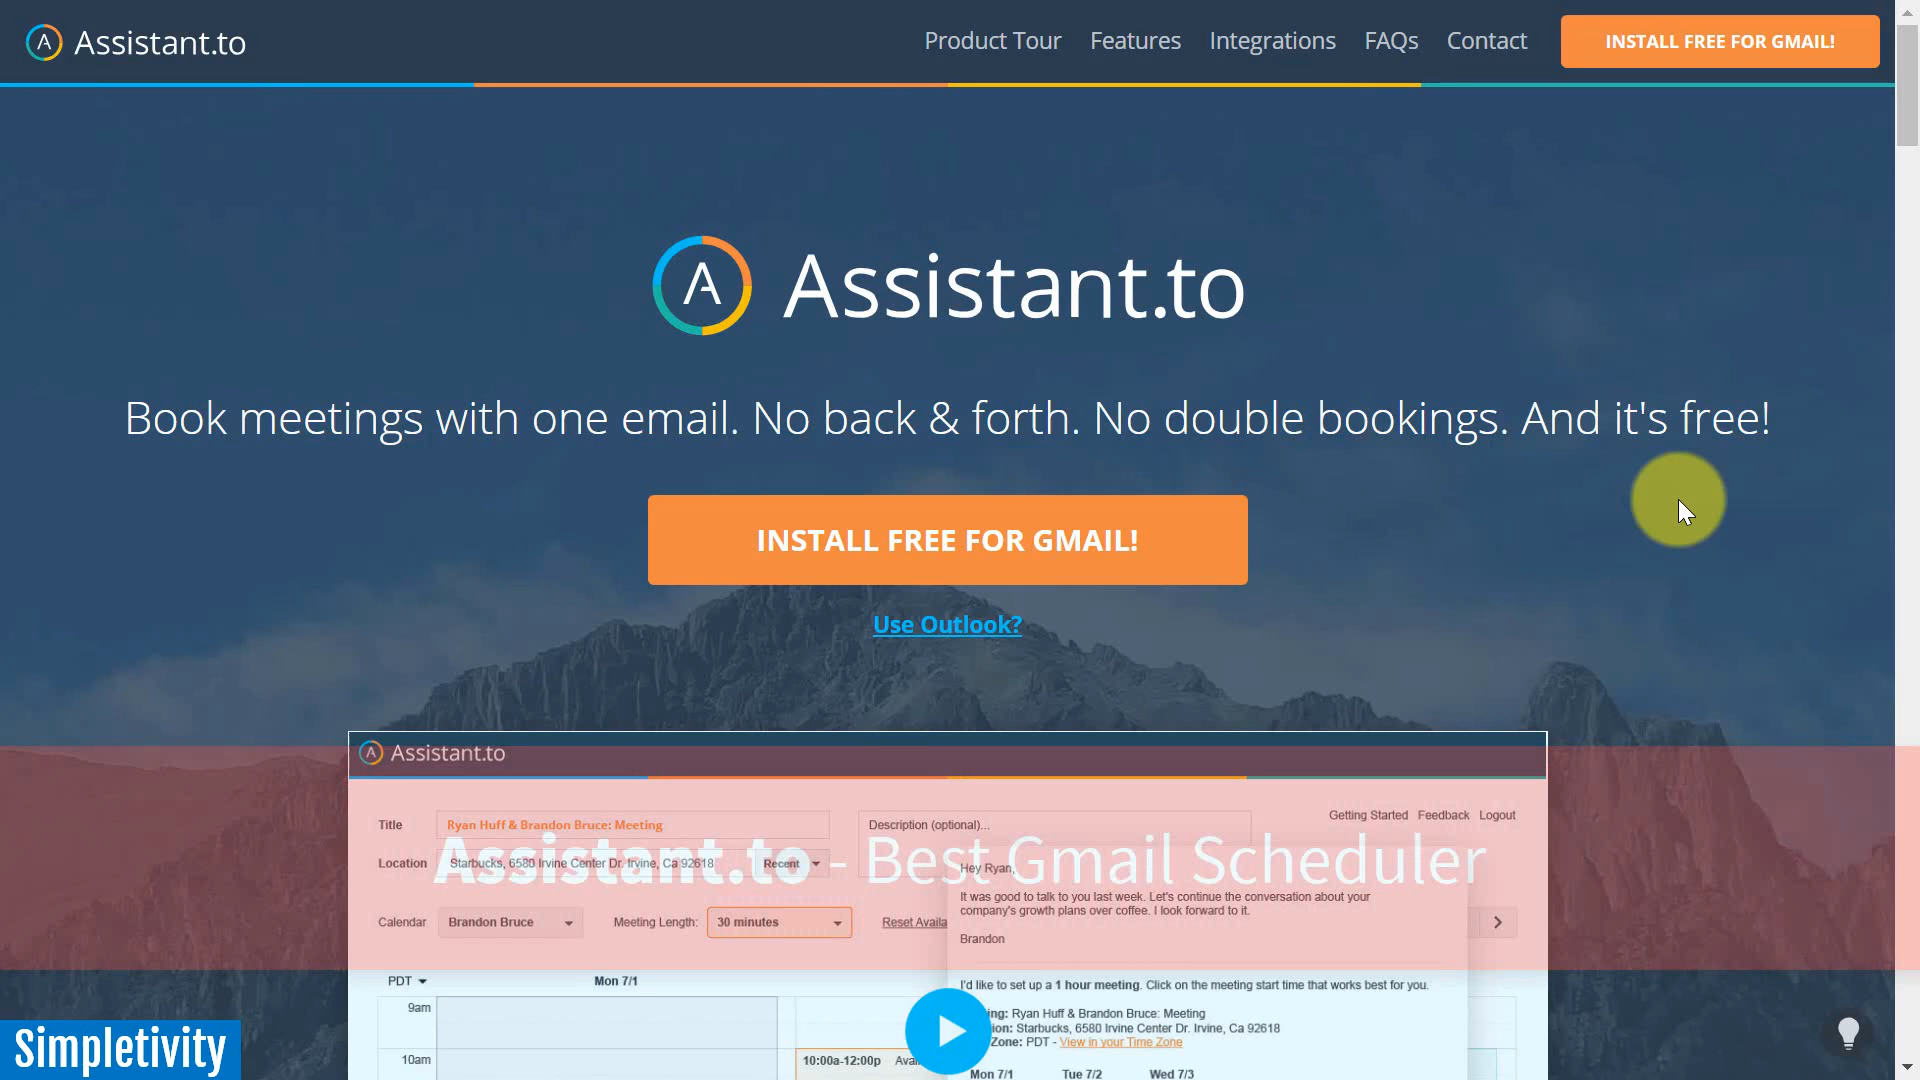 Assistant.to
Product Tour Features Integrations FAQs Contact INSTALL FREE FOR GMAIL!
Assistant.to
Book meetings with one email. No back & forth. No double bookings. And it's free!
INSTALL FREE FOR GMAIL!
Use Outlook?
Assistant.to
Getting Started Feedback Logout
Title Ryan Huff & Brandon Bruce: Meeting Description (optional)...
Location Starbucks, 6580 Irvine Center Dr. Irvine, Ca 92618 Recent
Assistant.to - Best Gmail Scheduler
Hey Ryan,
It was good to talk to you last week. Let's continue the conversation about your
company's growth plans over coffee. I look forward to it.
Calendar Brandon Bruce Meeting Length: 30 minutes Reset Availa
Brandon
PDT Mon 7/1
I'd like to set up a 1 hour meeting. Click on the meeting start time that works best for you.
9am
ing: Ryan Huff & Brandon Bruce: Meeting
ion: Starbucks, 6580 Irvine Center Dr. Irvine, CA 92618
Zone: PDT - View in your Time Zone
10am 10:00a-12:00p Avai
Mon 7/1 Tue 7/2 Wed 7/3
Simpletivity